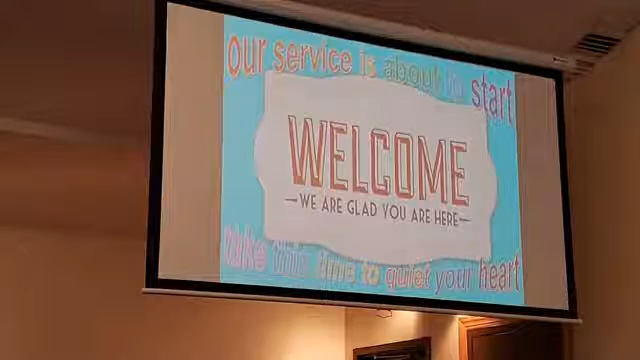 our service is about to start
WELCOME
WE ARE GLAD YOU ARE HERE
take this time to quiet your heart